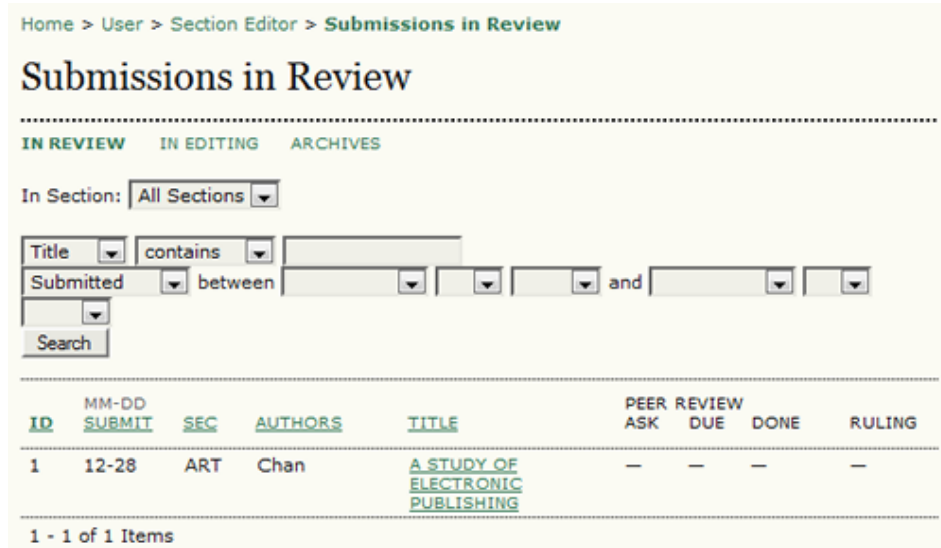 Home > User > Section Editor > Submissions in Review
Submissions in Review
IN REVIEW IN EDITING ARCHIVES
In Section: All Sections
Title contains
Submitted between and
Search
MM-DD PEER REVIEW
ID SUBMIT SEC AUTHORS TITLE ASK DUE DONE RULING
1 12-28 ART Chan A STUDY OF — — — —
ELECTRONIC
PUBLISHING
1 - 1 of 1 Items